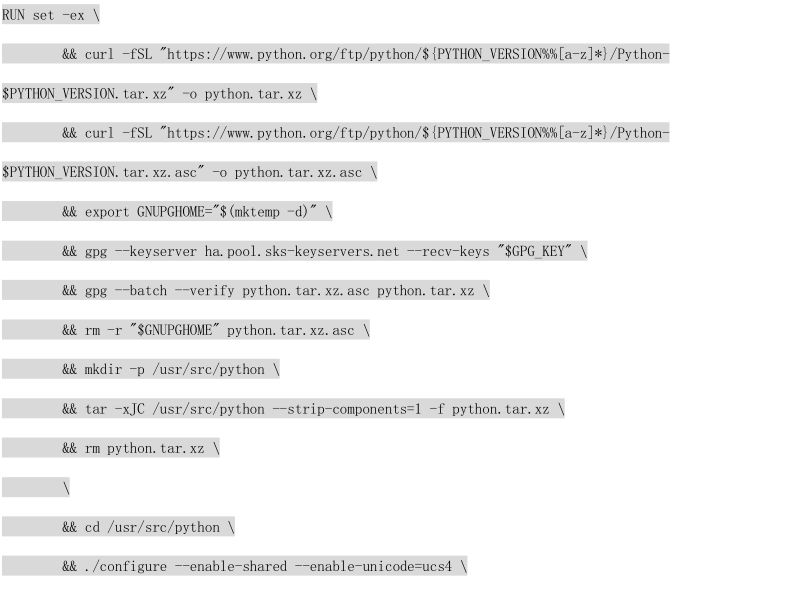 RUN set -ex \
&& curl -fSL "https://www.python.org/ftp/python/${PYTHON_VERSION%%[a-z]*}/Python-
$PYTHON_VERSION.tar.xz" -o python.tar.xz \
&& curl -fSL "https://www.python.org/ftp/python/${PYTHON_VERSION%%[a-z]*}/Python-
$PYTHON_VERSION.tar.xz.asc" -o python.tar.xz.asc \
&& export GNUPGHOME="$(mktemp -d)" \
&& gpg --keyserver ha.pool.sks-keyservers.net --recv-keys "$GPG_KEY" \
&& gpg --batch --verify python.tar.xz.asc python.tar.xz \
&& rm -r "$GNUPGHOME" python.tar.xz.asc \
&& mkdir -p /usr/src/python \
&& tar -xJC /usr/src/python --strip-components=1 -f python.tar.xz \
&& rm python.tar.xz \
\
&& cd /usr/src/python \
&& ./configure --enable-shared --enable-unicode=ucs4 \